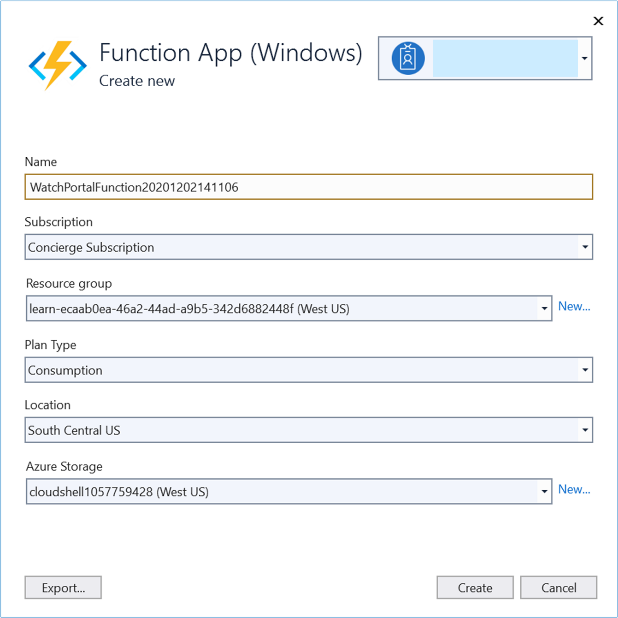 Function App (Windows)
Create new
Name
WatchPortalFunction20201202141106
Subscription
Concierge Subscription
Resource group
learn-ecaab0ea-46a2-44ad-a9b5-342d6882448f (West US)
New...
Plan Type
Consumption
Location
South Central US
Azure Storage
cloudshell1057759428 (West US)
New...
Export...
Create
Cancel